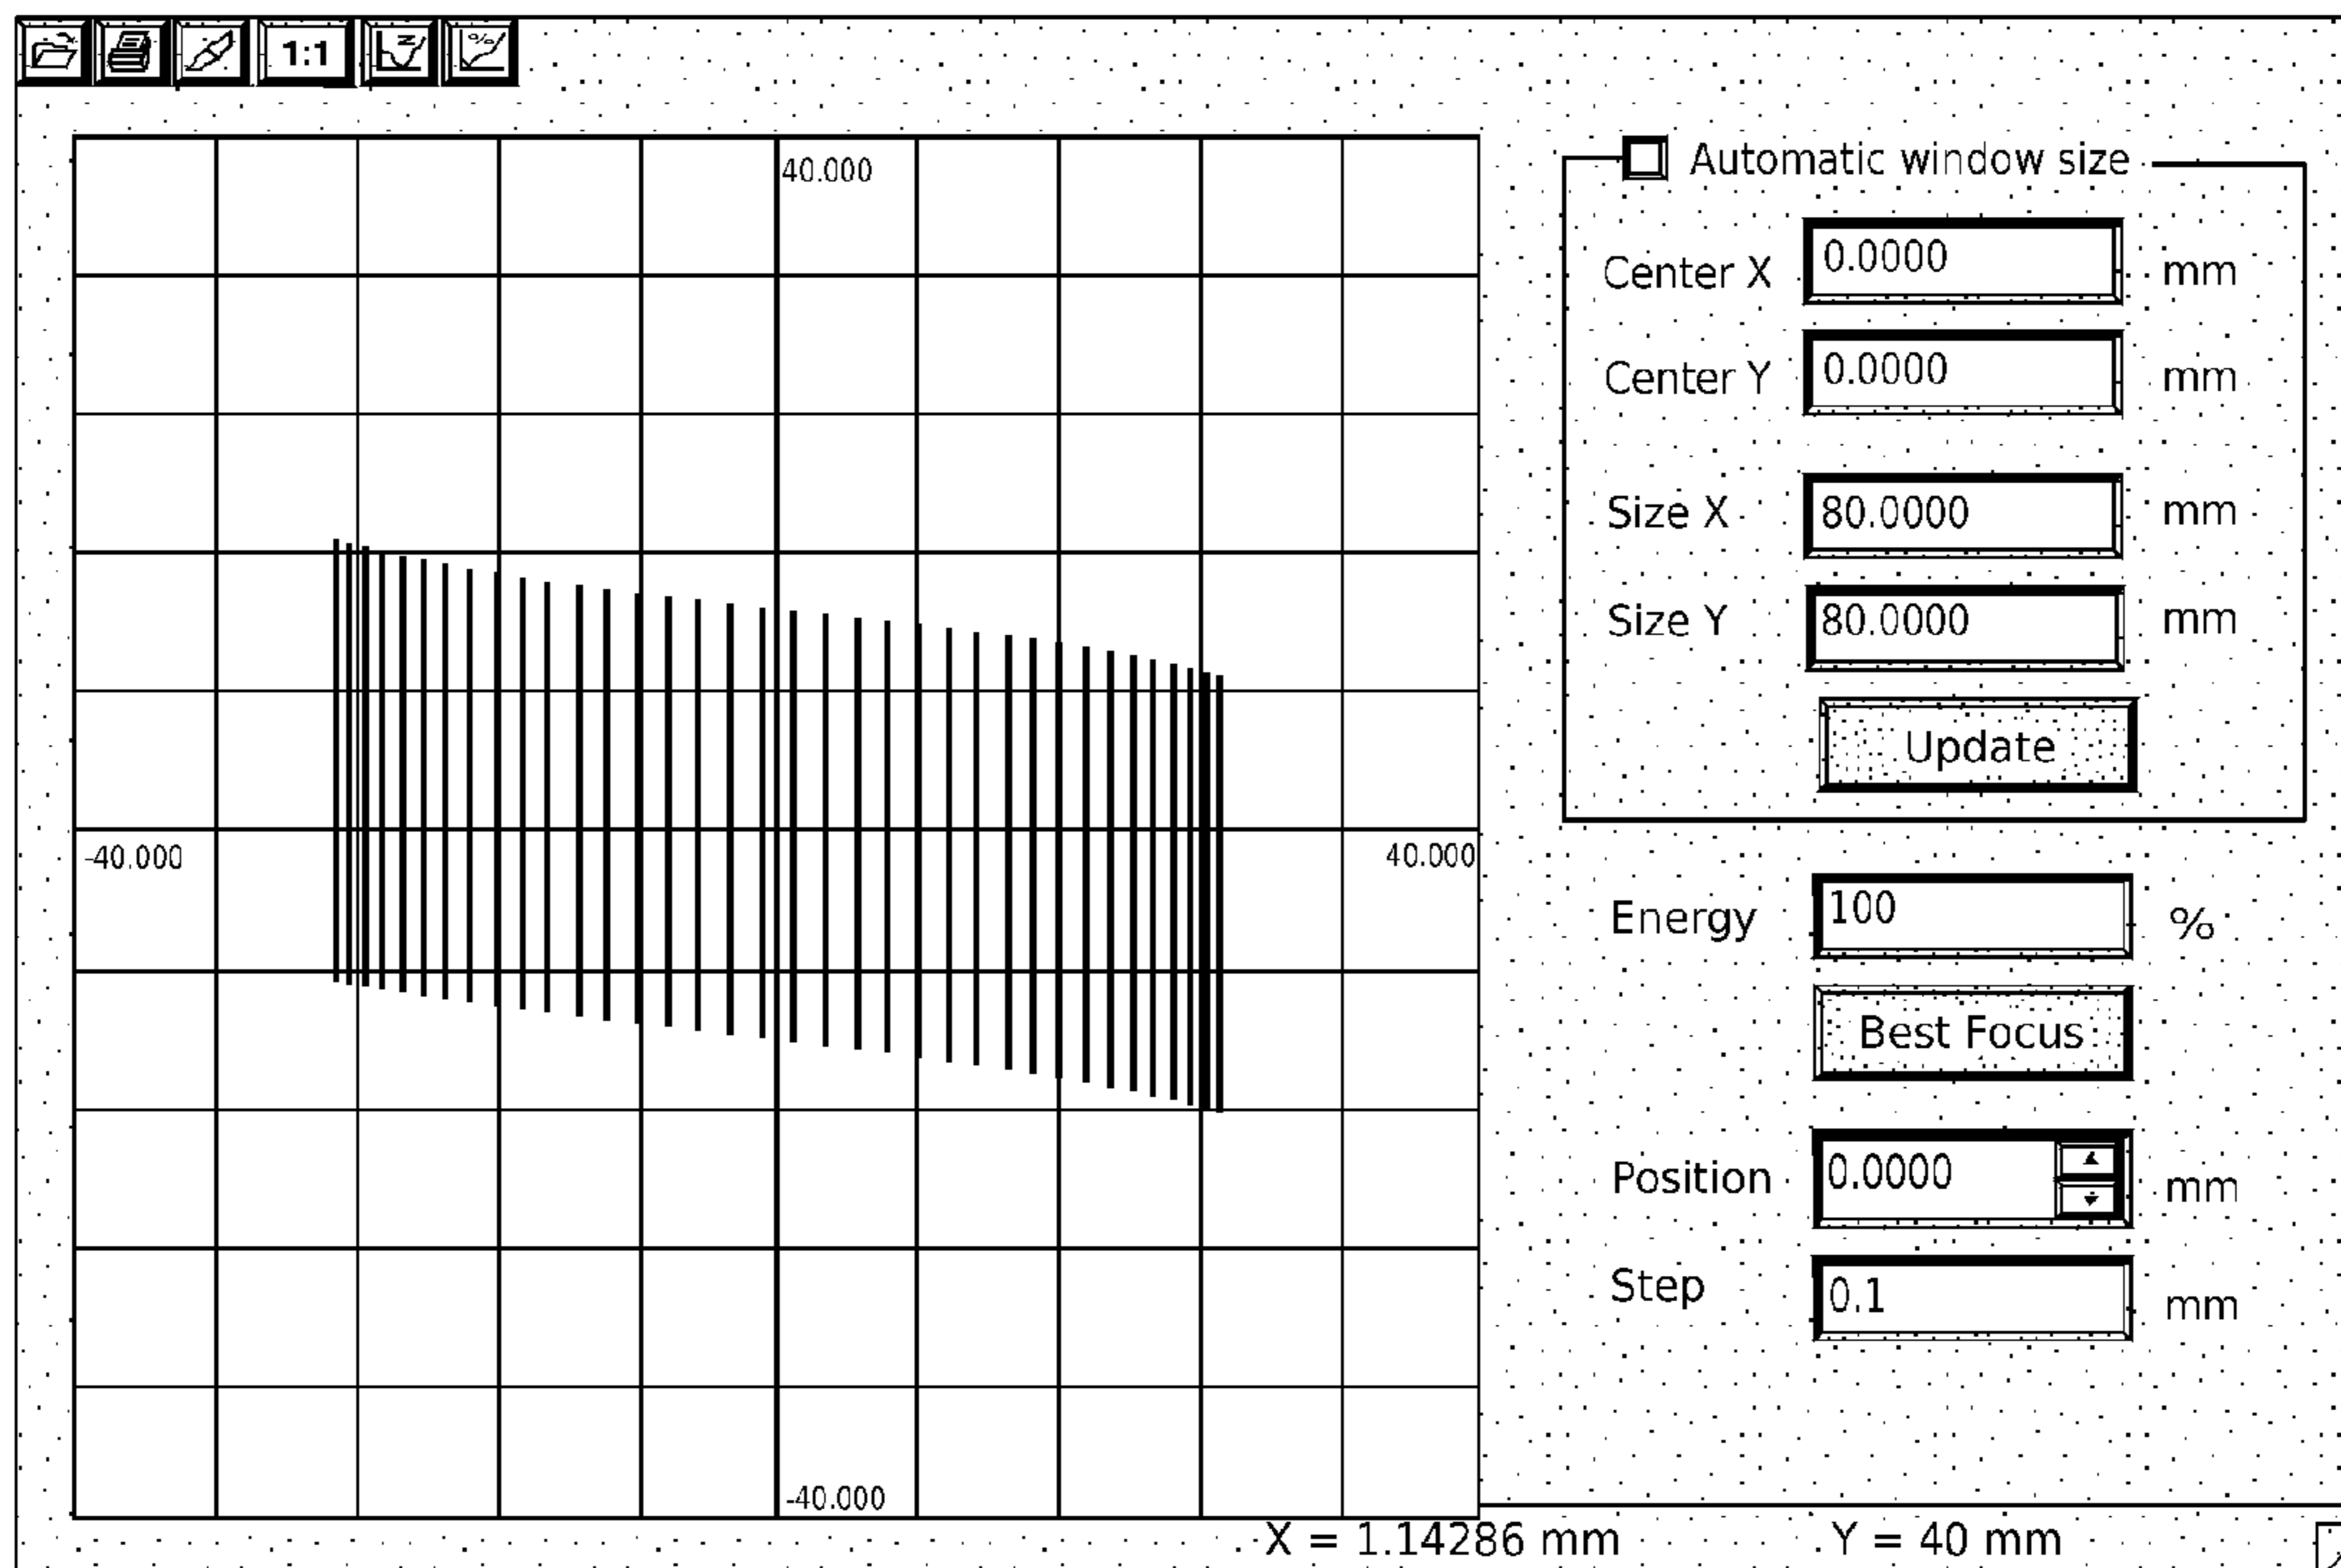 1:1 Z %
40.000
-40.000
40.000
-40.000
Automatic window size
Center X 0.0000 mm
Center Y 0.0000 mm
Size X 80.0000 mm
Size Y 80.0000 mm
Update
Energy 100 %
Best Focus
Position 0.0000 mm
Step 0.1 mm
X = 1.14286 mm Y = 40 mm